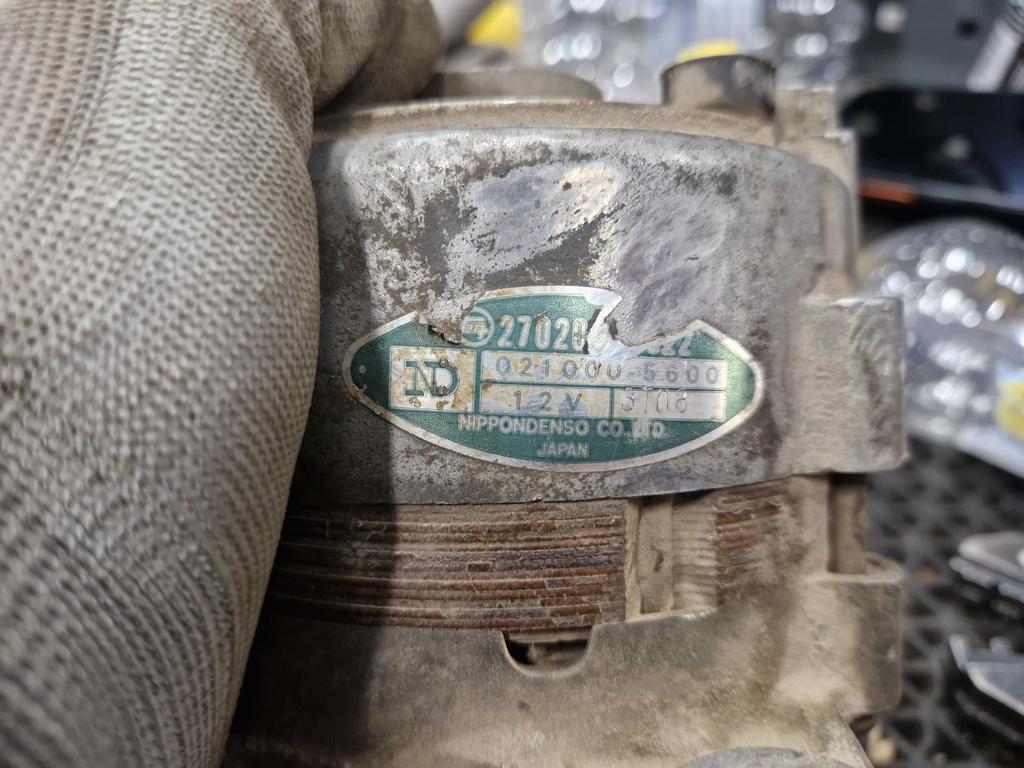 27020
ND
021000-5600
12V
NIPPONDENSO CO., LTD.
JAPAN